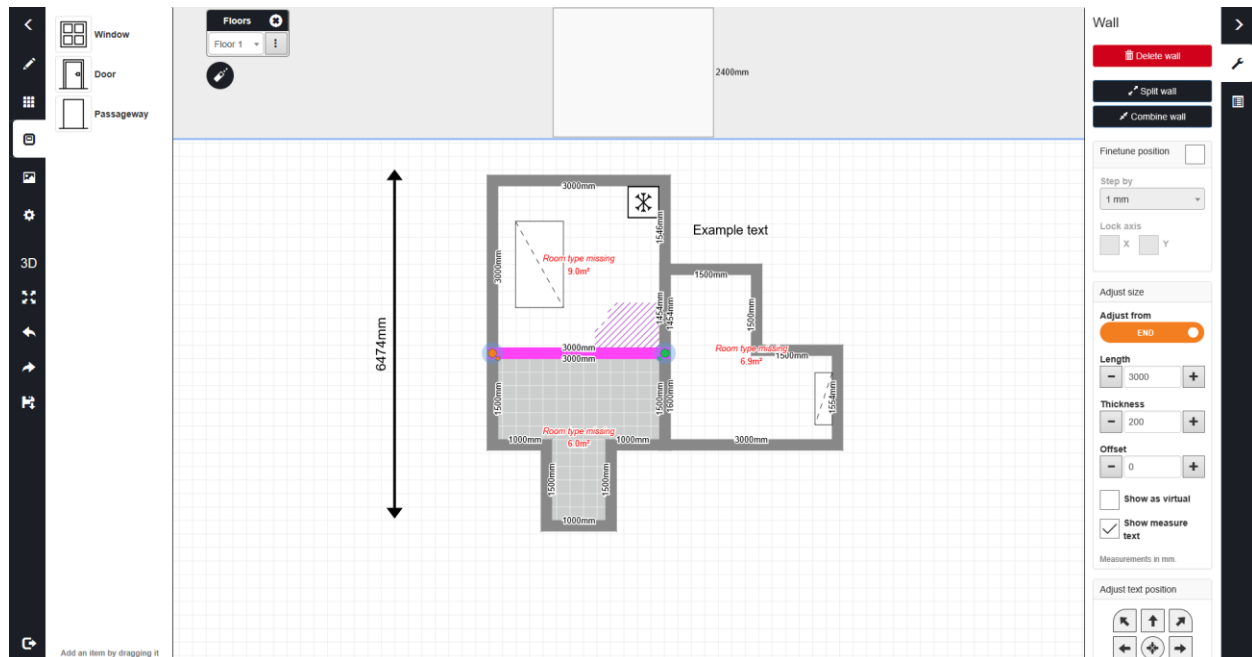 Window
Door
Passageway
3D
Add an item by dragging it
Floors
Floor 1
2400mm
6474mm
3000mm
1546mm
3000mm
Room type missing
9.0m²
1454mm
1454mm
3000mm
3000mm
Example text
1500mm
1500mm
Room type missing
6.9m²
1500mm
1554mm
3000mm
1500mm
1500mm
1600mm
Room type missing
6.0m²
1000mm
1000mm
1500mm
1500mm
1000mm
Wall
Delete wall
Split wall
Combine wall
Finetune position
Step by
1 mm
Lock axis
X
Y
Adjust size
Adjust from
END
Length
3000
Thickness
200
Offset
0
Show as virtual
Show measure
text
Measurements in mm.
Adjust text position